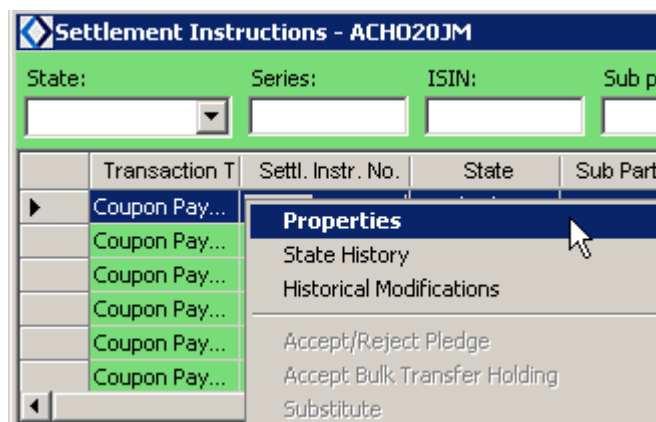 Settlement Instructions - ACHO20JM
State: Series: ISIN: Sub p
Transaction T Settl. Instr. No. State Sub Part
Coupon Pay...
Properties
Coupon Pay...
State History
Coupon Pay...
Historical Modifications
Coupon Pay...
Coupon Pay...
Accept/Reject Pledge
Coupon Pay...
Accept Bulk Transfer Holding
Substitute